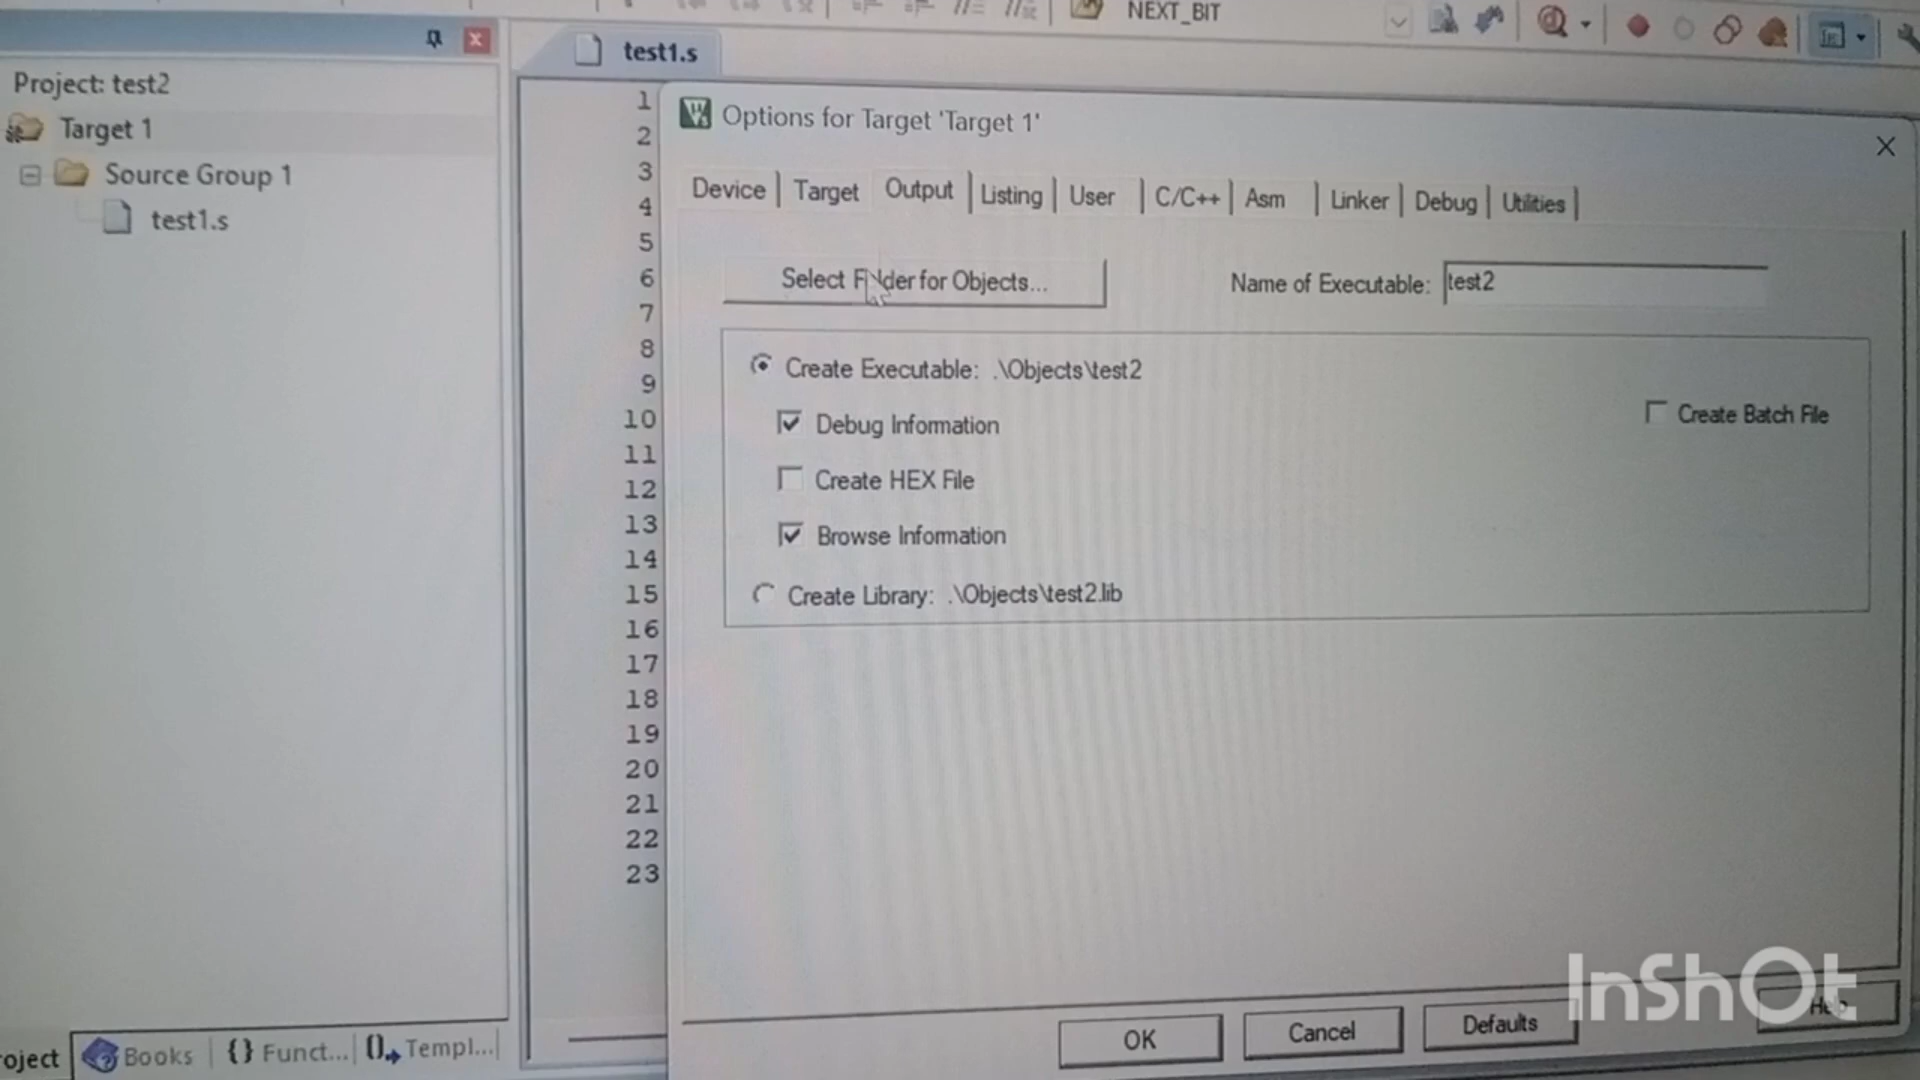 NEXT_BIT
test1.s
Project: test2
Target 1
Source Group 1
test1.s
1
2
3
4
5
6
7
8
9
10
11
12
13
14
15
16
17
18
19
20
21
22
23
Options for Target 'Target 1'
Device Target Output Listing User C/C++ Asm Linker Debug Utilities
Select Folder for Objects...
Name of Executable: test2
Create Executable: .\Objects\test2
Debug Information
Create Batch File
Create HEX File
Browse Information
Create Library: .\Objects\test2.lib
OK Cancel Defaults Help
InShOt
roject Books {} Funct... Templ...